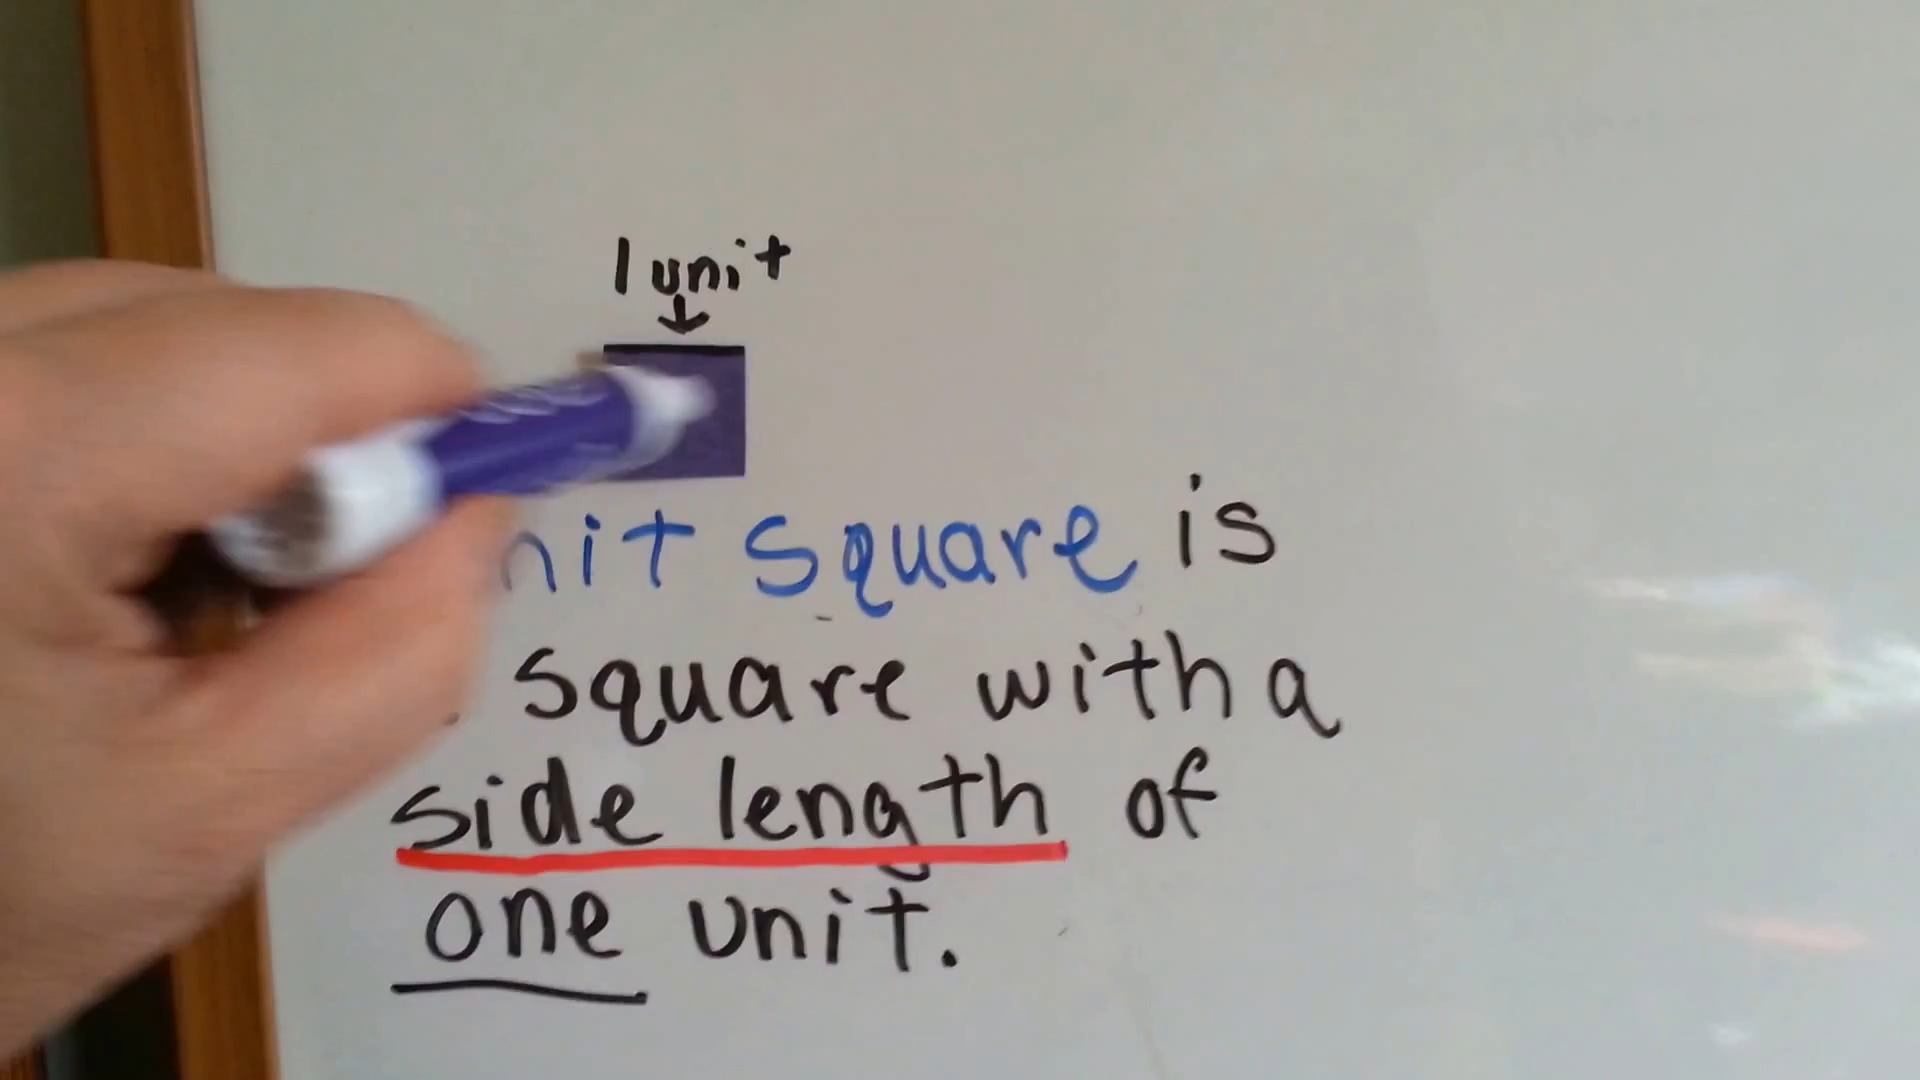 1 unit
nit square is
square with a
side length of
one unit.